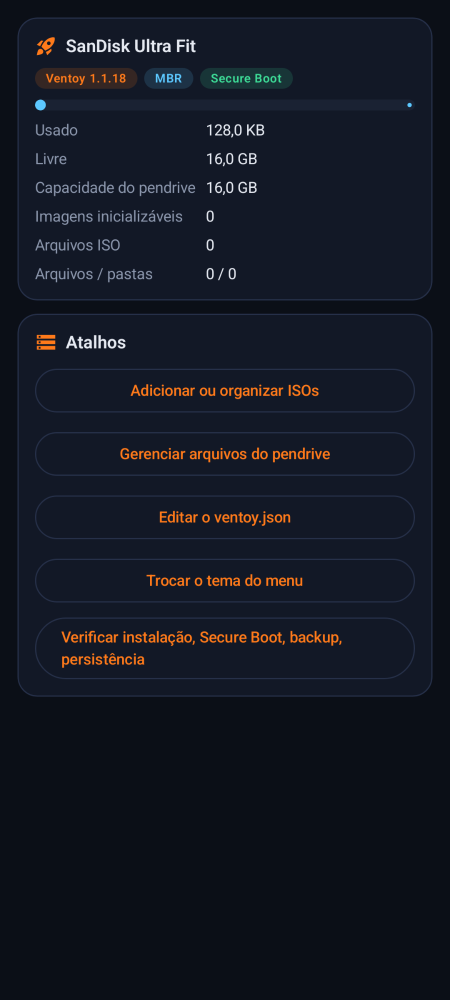 SanDisk Ultra Fit
Ventoy 1.1.18 MBR Secure Boot
Usado 128,0 KB
Livre 16,0 GB
Capacidade do pendrive 16,0 GB
Imagens inicializáveis 0
Arquivos ISO 0
Arquivos / pastas 0 / 0
Atalhos
Adicionar ou organizar ISOs
Gerenciar arquivos do pendrive
Editar o ventoy.json
Trocar o tema do menu
Verificar instalação, Secure Boot, backup,
persistência